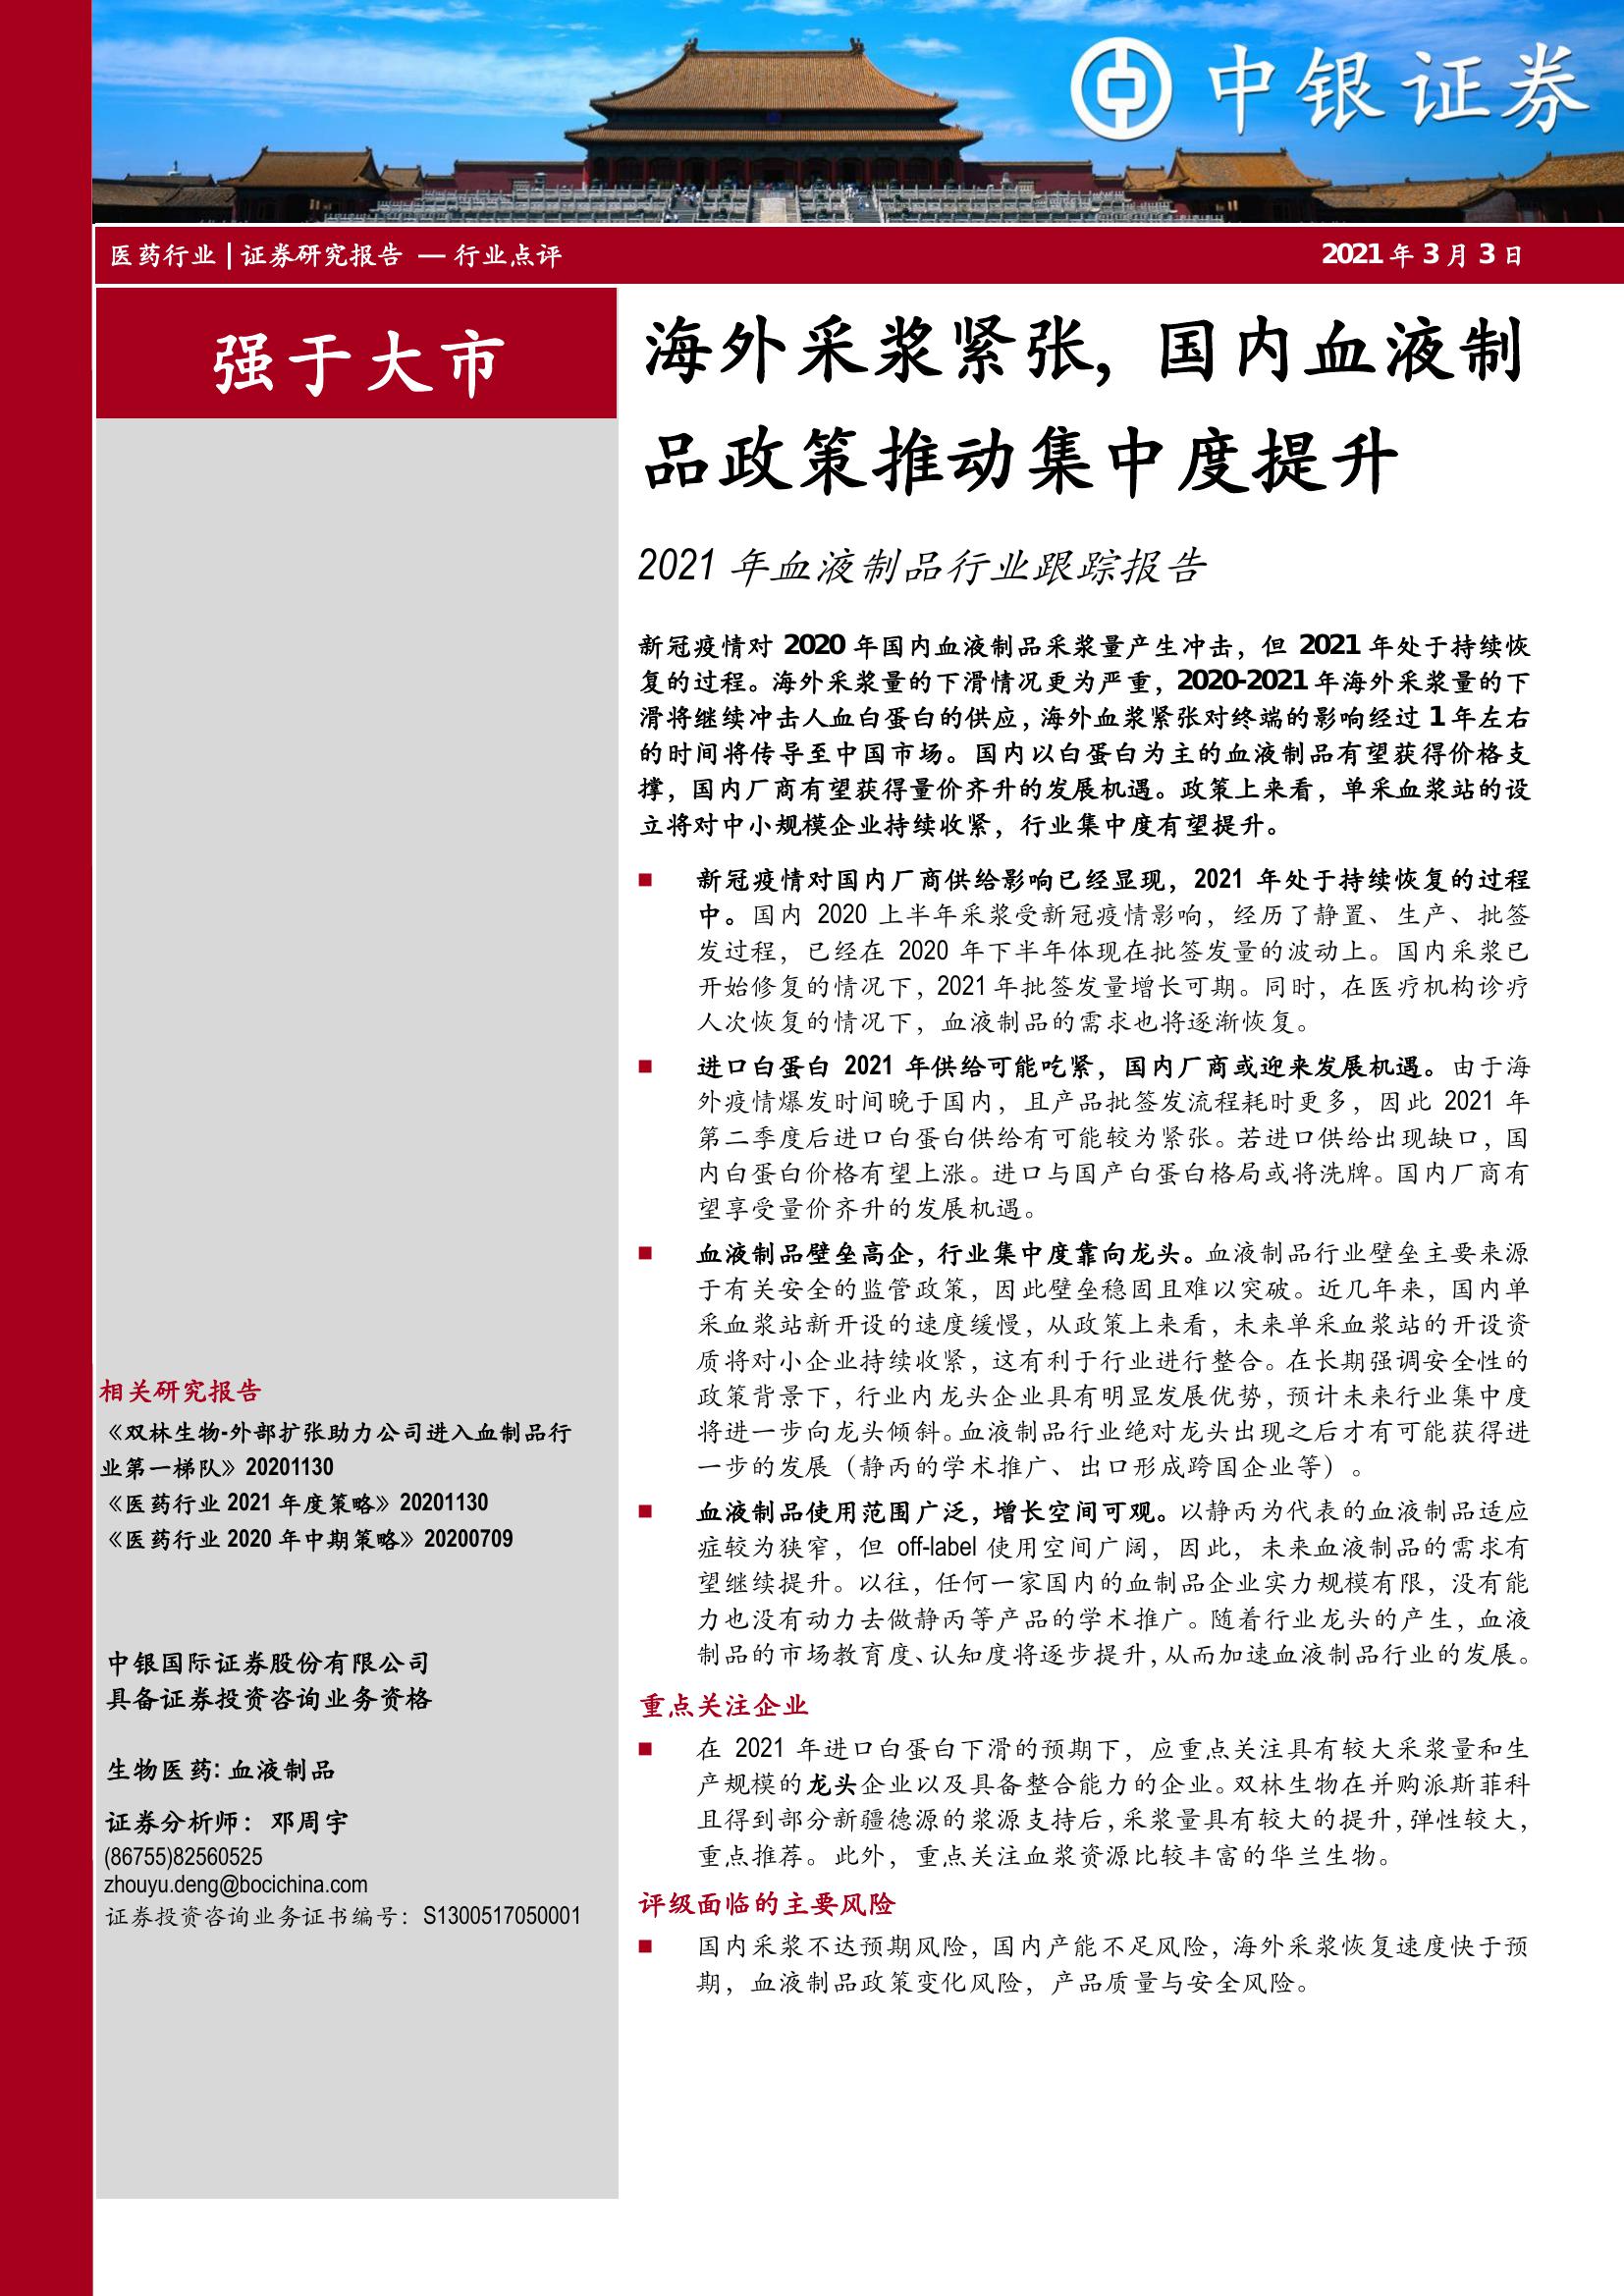 中银证券
医药行业 | 证券研究报告 — 行业点评
2021 年 3 月 3 日
强于大市
海外采浆紧张，国内血液制
品政策推动集中度提升
2021 年血液制品行业跟踪报告
新冠疫情对 2020 年国内血液制品采浆量产生冲击，但 2021 年处于持续恢
复的过程。海外采浆量的下滑情况更为严重，2020-2021 年海外采浆量的下
滑将继续冲击人血白蛋白的供应，海外血浆紧张对终端的影响经过 1 年左右
的时间将传导至中国市场。国内以白蛋白为主的血液制品有望获得价格支
撑，国内厂商有望获得量价齐升的发展机遇。政策上来看，单采血浆站的设
立将对中小规模企业持续收紧，行业集中度有望提升。
■ 新冠疫情对国内厂商供给影响已经显现，2021 年处于持续恢复的过程
中。国内 2020 上半年采浆受新冠疫情影响，经历了静置、生产、批签
发过程，已经在 2020 年下半年体现在批签发量的波动上。国内采浆已
开始修复的情况下，2021 年批签发量增长可期。同时，在医疗机构诊疗
人次恢复的情况下，血液制品的需求也将逐渐恢复。
■ 进口白蛋白 2021 年供给可能吃紧，国内厂商或迎来发展机遇。由于海
外疫情爆发时间晚于国内，且产品批签发流程耗时更多，因此 2021 年
第二季度后进口白蛋白供给有可能较为紧张。若进口供给出现缺口，国
内白蛋白价格有望上涨。进口与国产白蛋白格局或将洗牌。国内厂商有
望享受量价齐升的发展机遇。
■ 血液制品壁垒高企，行业集中度靠向龙头。血液制品行业壁垒主要来源
于有关安全的监管政策，因此壁垒稳固且难以突破。近几年来，国内单
采血浆站新开设的速度缓慢，从政策上来看，未来单采血浆站的开设资
质将对小企业持续收紧，这有利于行业进行整合。在长期强调安全性的
政策背景下，行业内龙头企业具有明显发展优势，预计未来行业集中度
将进一步向龙头倾斜。血液制品行业绝对龙头出现之后才有可能获得进
一步的发展（静丙的学术推广、出口形成跨国企业等）。
■ 血液制品使用范围广泛，增长空间可观。以静丙为代表的血液制品适应
症较为狭窄，但 off-label 使用空间广阔，因此，未来血液制品的需求有
望继续提升。以往，任何一家国内的血制品企业实力规模有限，没有能
力也没有动力去做静丙等产品的学术推广。随着行业龙头的产生，血液
制品的市场教育度、认知度将逐步提升，从而加速血液制品行业的发展。
重点关注企业
■ 在 2021 年进口白蛋白下滑的预期下，应重点关注具有较大采浆量和生
产规模的龙头企业以及具备整合能力的企业。双林生物在并购派斯菲科
且得到部分新疆德源的浆源支持后，采浆量具有较大的提升，弹性较大，
重点推荐。此外，重点关注血浆资源比较丰富的华兰生物。
评级面临的主要风险
■ 国内采浆不达预期风险，国内产能不足风险，海外采浆恢复速度快于预
期，血液制品政策变化风险，产品质量与安全风险。
相关研究报告
《双林生物-外部扩张助力公司进入血制品行
业第一梯队》20201130
《医药行业 2021 年度策略》20201130
《医药行业 2020 年中期策略》20200709
中银国际证券股份有限公司
具备证券投资咨询业务资格
生物医药: 血液制品
证券分析师：邓周宇
(86755)82560525
zhouyu.deng@bocichina.com
证券投资咨询业务证书编号：S1300517050001